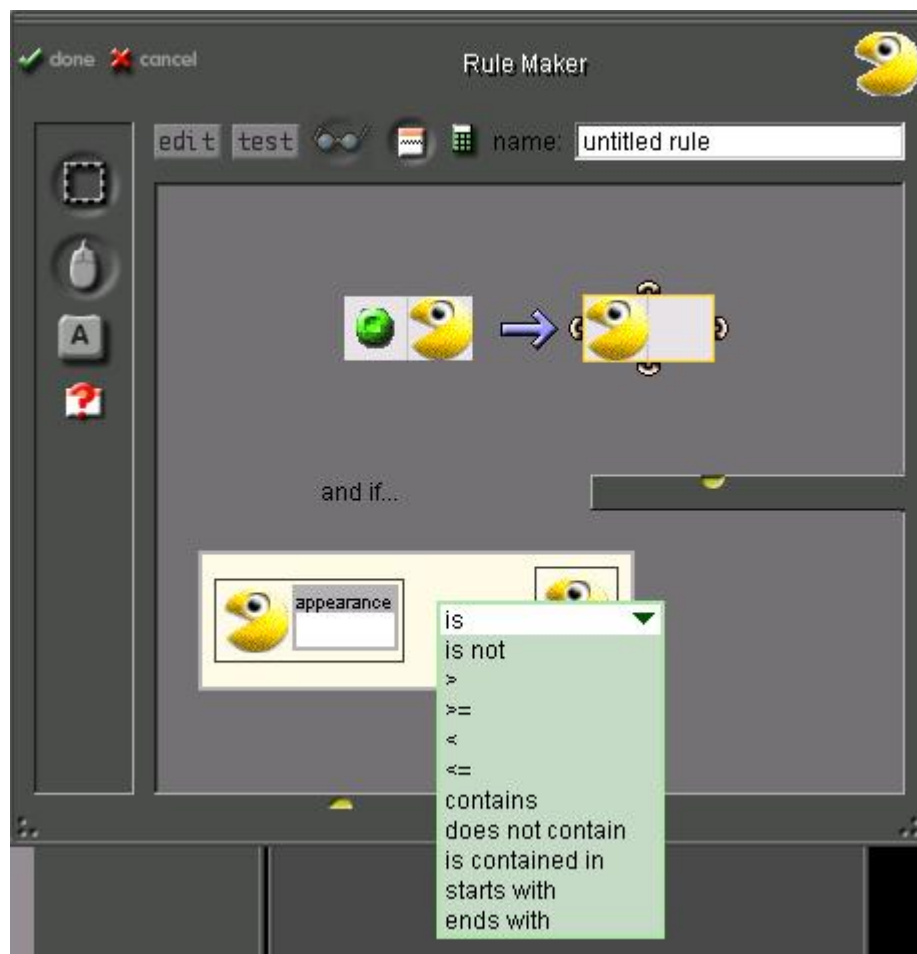 done cancel
Rule Maker
edit test name: untitled rule
A
?
and if...
appearance
is
is not
>
>=
<
<=
contains
does not contain
is contained in
starts with
ends with